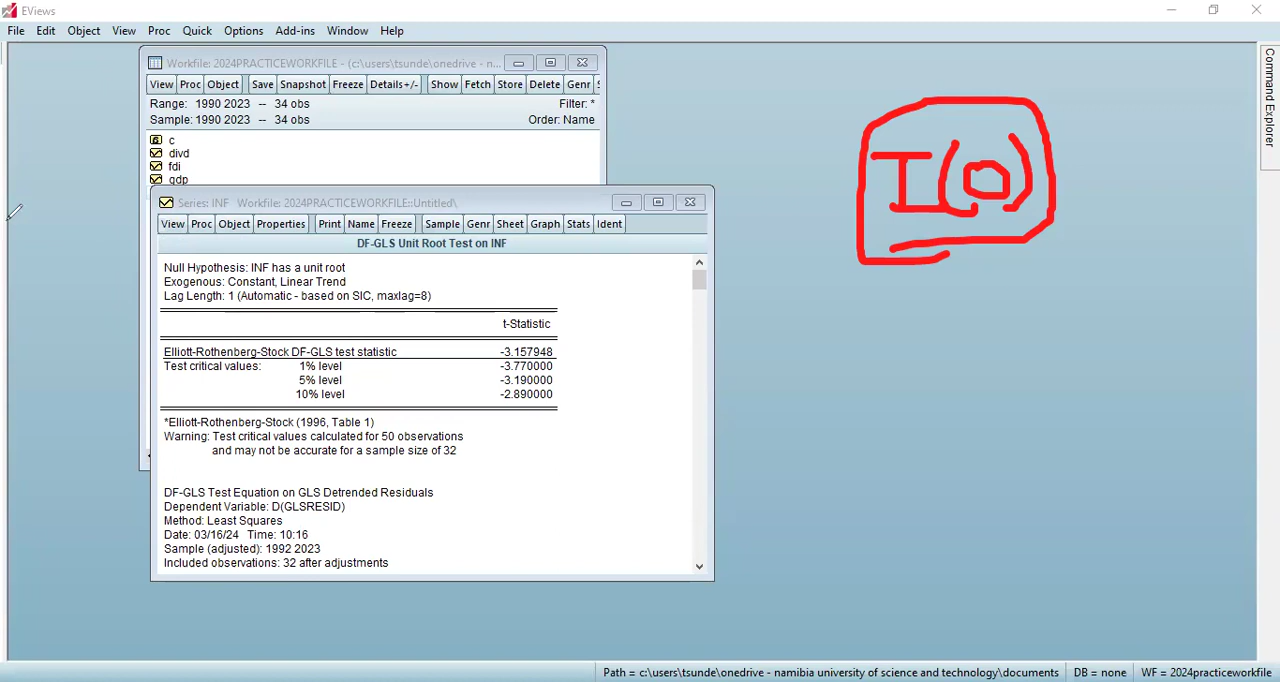 EViews
File Edit Object View Proc Quick Options Add-ins Window Help
Command Explorer
Workfile: 2024PRACTICEWORKFILE - (c:\users\tsunde\onedrive - n...
View Proc Object Save Snapshot Freeze Details+/- Show Fetch Store Delete Genr S
Range: 1990 2023 -- 34 obs Filter: *
Sample: 1990 2023 -- 34 obs Order: Name
c
divd
fdi
gdp
I(0)
Series: INF Workfile: 2024PRACTICEWORKFILE::Untitled\
View Proc Object Properties Print Name Freeze Sample Genr Sheet Graph Stats Ident
DF-GLS Unit Root Test on INF
Null Hypothesis: INF has a unit root
Exogenous: Constant, Linear Trend
Lag Length: 1 (Automatic - based on SIC, maxlag=8)
t-Statistic
Elliott-Rothenberg-Stock DF-GLS test statistic -3.157948
Test critical values: 1% level -3.770000
5% level -3.190000
10% level -2.890000
*Elliott-Rothenberg-Stock (1996, Table 1)
Warning: Test critical values calculated for 50 observations
and may not be accurate for a sample size of 32
DF-GLS Test Equation on GLS Detrended Residuals
Dependent Variable: D(GLSRESID)
Method: Least Squares
Date: 03/16/24 Time: 10:16
Sample (adjusted): 1992 2023
Included observations: 32 after adjustments
Path = c:\users\tsunde\onedrive - namibia university of science and technology\documents DB = none WF = 2024practiceworkfile